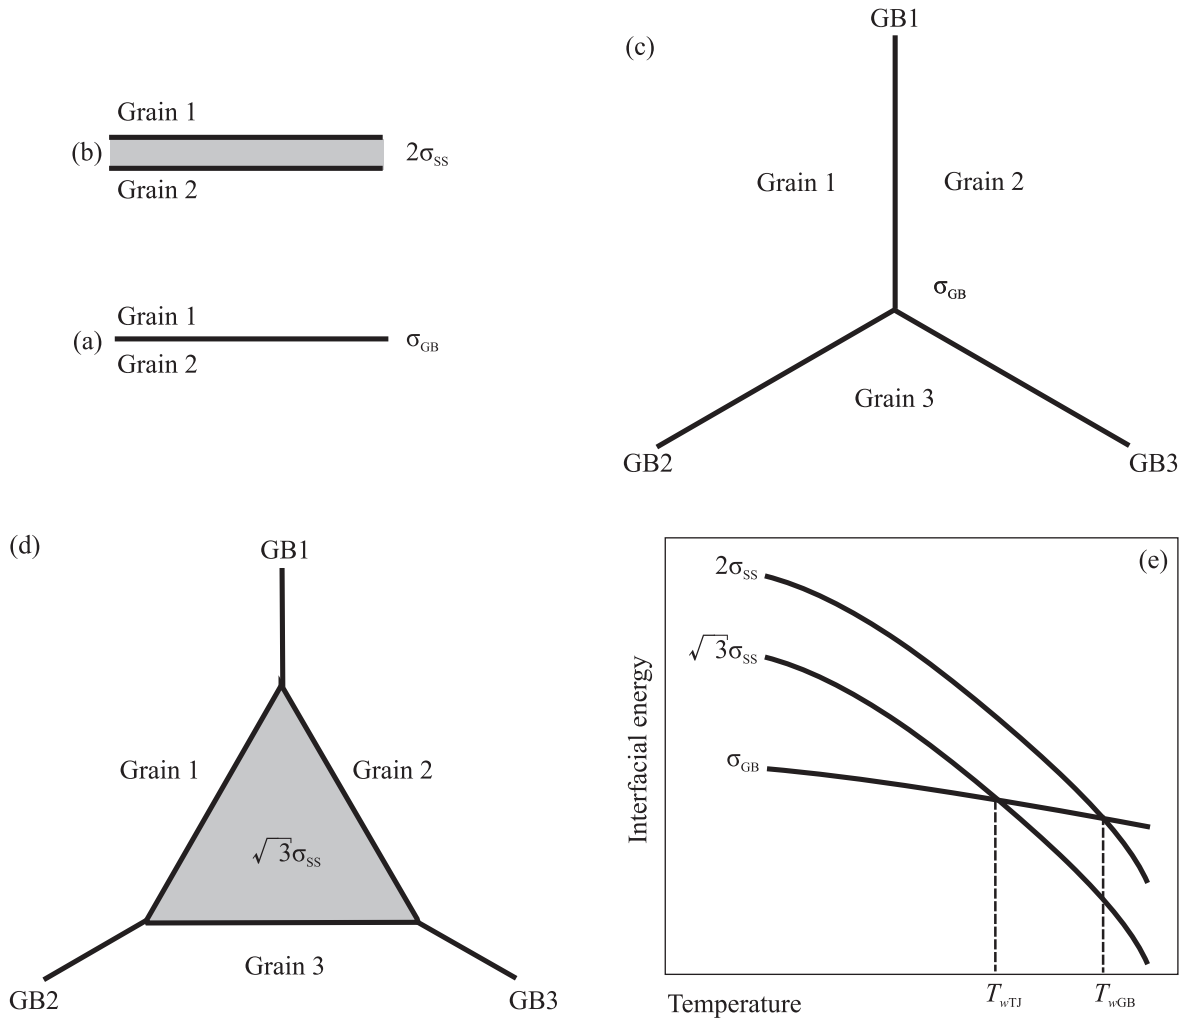 Grain 1
(b)
2σSS
Grain 2
Grain 1
(a)
σGB
Grain 2
(c)
GB1
Grain 1
Grain 2
σGB
Grain 3
GB2
GB3
(d)
GB1
Grain 1
Grain 2
√3σSS
Grain 3
GB2
GB3
(e)
2σSS
√3σSS
σGB
Interfacial energy
Temperature
TwTJ
TwGB